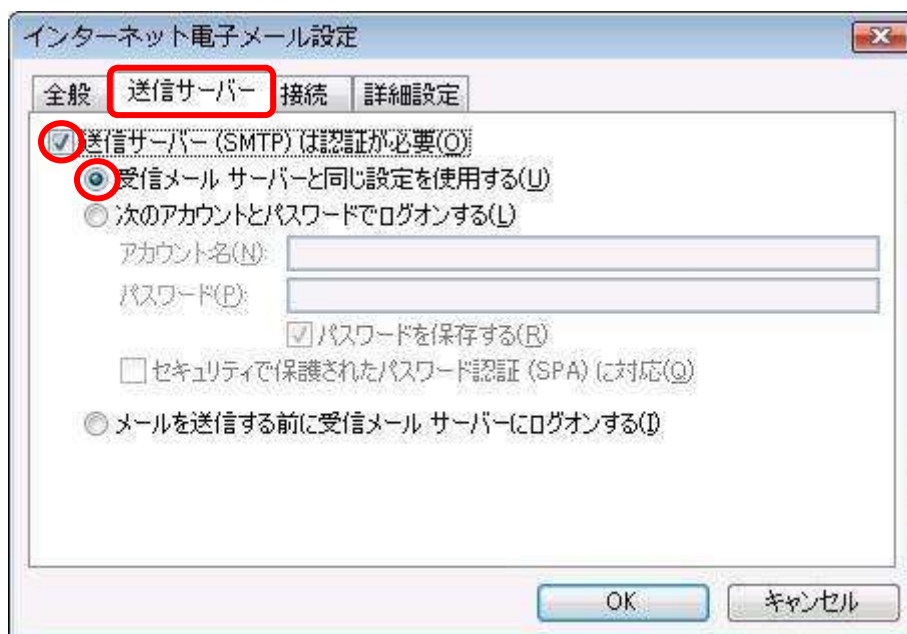 インターネット電子メール設定
全般 送信サーバー 接続 詳細設定
送信サーバー (SMTP) は認証が必要(O)
受信メール サーバーと同じ設定を使用する(U)
次のアカウントとパスワードでログオンする(L)
アカウント名(N):
パスワード(P):
パスワードを保存する(R)
セキュリティで保護されたパスワード認証 (SPA) に対応(Q)
メールを送信する前に受信メール サーバーにログオンする(I)
OK キャンセル